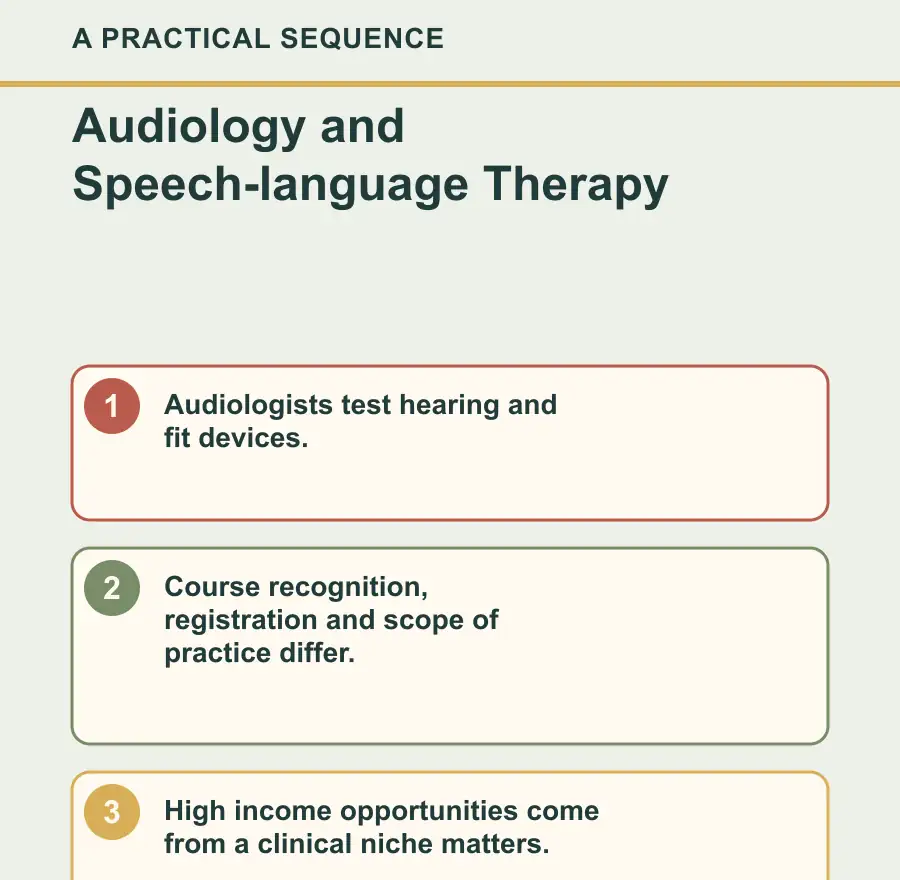 A PRACTICAL SEQUENCE
Audiology and
Speech-language Therapy
1
Audiologists test hearing and
fit devices.
2
Course recognition,
registration and scope of
practice differ.
3
High income opportunities come
from a clinical niche matters.